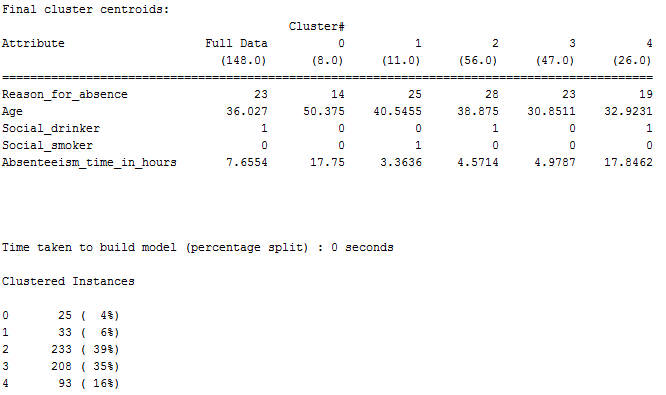 Final cluster centroids:
Cluster#
Attribute Full Data 0 1 2 3 4
(148.0) (8.0) (11.0) (56.0) (47.0) (26.0)
================================================================================
Reason_for_absence 23 14 25 28 23 19
Age 36.027 50.375 40.5455 38.875 30.8511 32.9231
Social_drinker 1 0 0 1 0 1
Social_smoker 0 0 1 0 0 0
Absenteeism_time_in_hours 7.6554 17.75 3.3636 4.5714 4.9787 17.8462
Time taken to build model (percentage split) : 0 seconds
Clustered Instances
0 25 ( 4%)
1 33 ( 6%)
2 233 ( 39%)
3 208 ( 35%)
4 93 ( 16%)